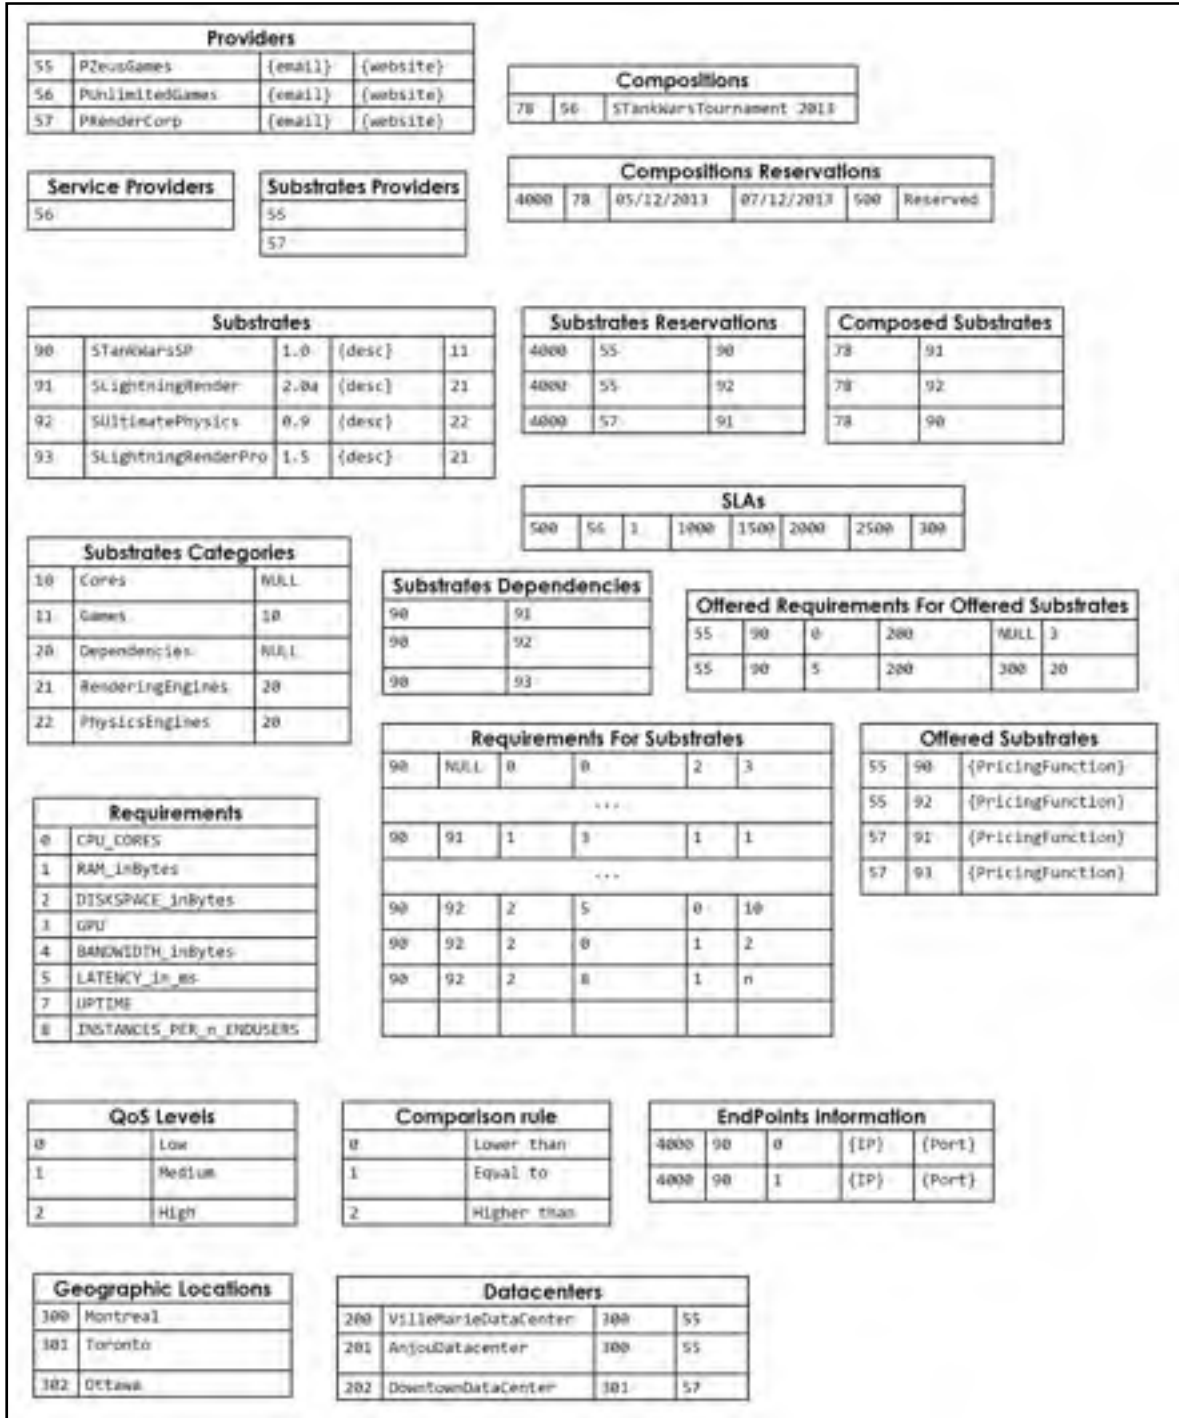 Providers
55 PZeusGames {email} {website}
56 PUnlimitedGames {email} {website}
57 PRenderCorp {email} {website}
Compositions
78 56 STankWarsTournament 2013
Service Providers
56
Substrates Providers
55
57
Compositions Reservations
4000 78 05/12/2013 07/12/2013 500 Reserved
Substrates
90 STankWarsSP 1.0 {desc} 11
91 SLightningRender 2.0a {desc} 21
92 SUltimatePhysics 0.9 {desc} 22
93 SLightningRenderPro 1.5 {desc} 21
Substrates Reservations
4000 55 90
4000 55 92
4000 57 91
Composed Substrates
78 91
78 92
78 90
SLAs
500 56 1 1000 1500 2000 2500 300
Substrates Categories
10 Cores NULL
11 Games 10
20 Dependencies NULL
21 RenderingEngines 20
22 PhysicsEngines 20
Substrates Dependencies
90 91
90 92
90 93
Offered Requirements For Offered Substrates
55 90 0 200 NULL 3
55 90 5 200 300 20
Requirements For Substrates
90 NULL 0 0 2 3
...
90 91 1 3 1 1
...
90 92 2 5 0 10
90 92 2 0 1 2
90 92 2 8 1 n
Offered Substrates
55 90 {PricingFunction}
55 92 {PricingFunction}
57 91 {PricingFunction}
57 93 {PricingFunction}
Requirements
0 CPU_CORES
1 RAM_inBytes
2 DISKSPACE_inBytes
3 GPU
4 BANDWIDTH_inBytes
5 LATENCY_in_ms
7 UPTIME
8 INSTANCES_PER_n_ENDUSERS
QoS Levels
0 Low
1 Medium
2 High
Comparison rule
0 Lower than
1 Equal to
2 Higher than
EndPoints Information
4000 90 0 {IP} {Port}
4000 90 1 {IP} {Port}
Geographic Locations
300 Montreal
301 Toronto
302 Ottawa
Datacenters
200 VilleMarieDataCenter 300 55
201 AnjouDatacenter 300 55
202 DowntownDataCenter 301 57